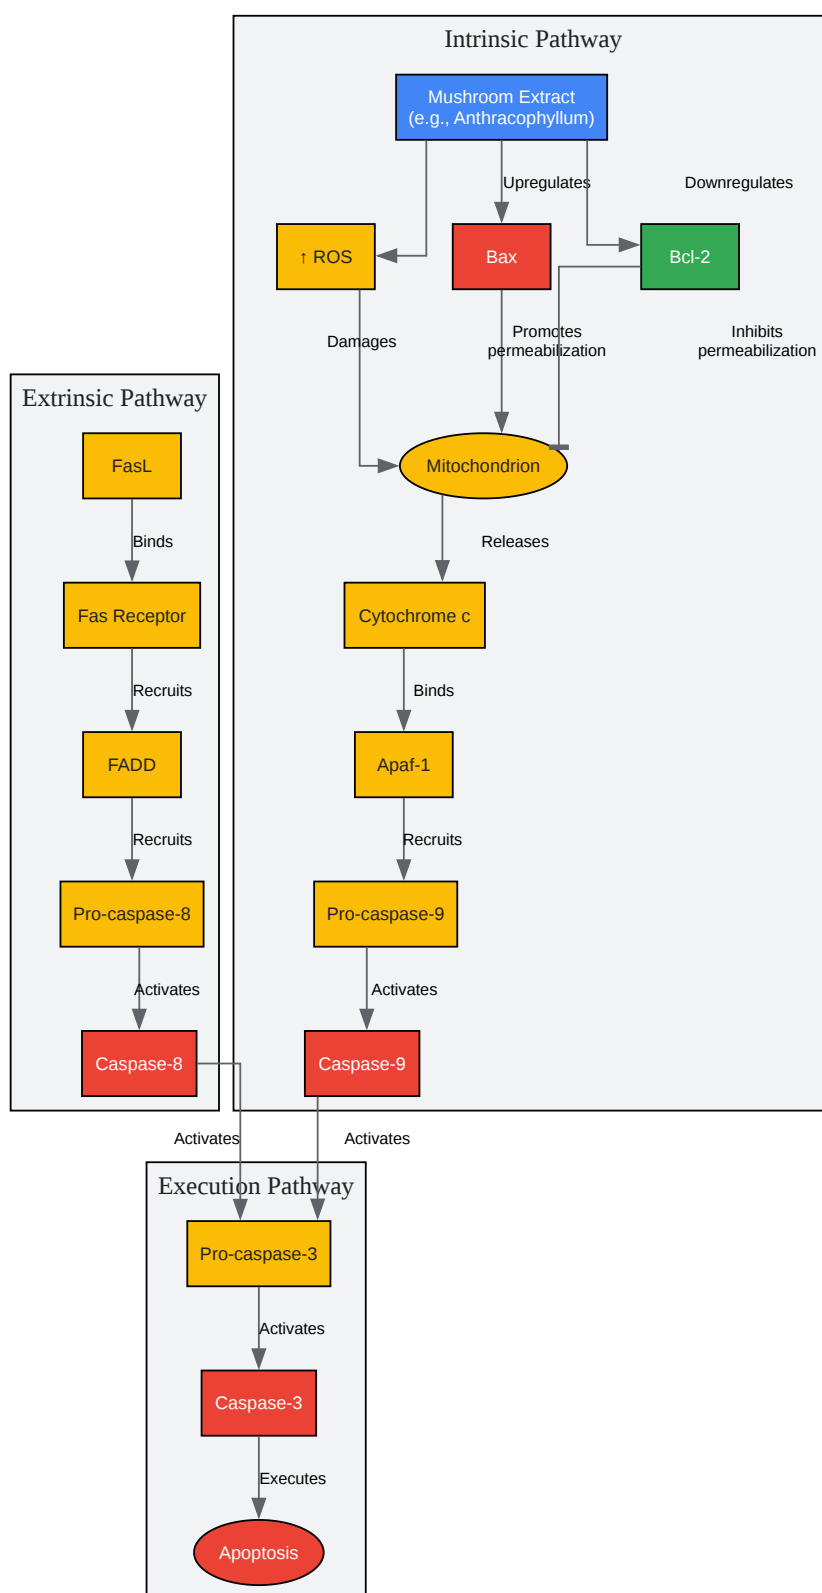 Intrinsic Pathway
Mushroom Extract
(e.g., Anthracophyllum)
Upregulates
Downregulates
↑ ROS
Bax
Bcl-2
Damages
Promotes
permeabilization
Inhibits
permeabilization
Mitochondrion
Releases
Cytochrome c
Binds
Apaf-1
Recruits
Pro-caspase-9
Activates
Caspase-9
Activates
Extrinsic Pathway
FasL
Binds
Fas Receptor
Recruits
FADD
Recruits
Pro-caspase-8
Activates
Caspase-8
Activates
Execution Pathway
Pro-caspase-3
Activates
Caspase-3
Executes
Apoptosis